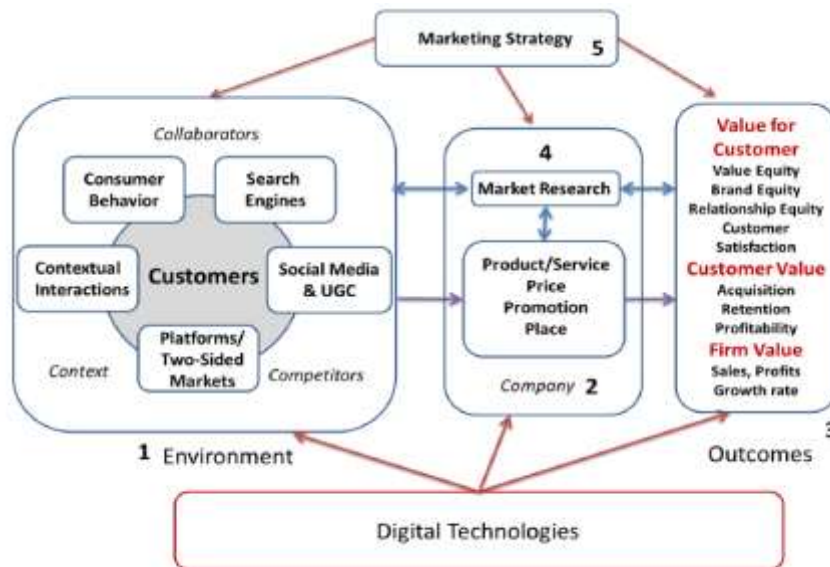 Marketing Strategy
5
Collaborators
Consumer
Behavior
Search
Engines
Contextual
Interactions
Customers
Social Media
& UGC
Platforms/
Two-Sided
Markets
Context
Competitors
1 Environment
4
Market Research
Product/Service
Price
Promotion
Place
Company 2
Value for
Customer
Value Equity
Brand Equity
Relationship Equity
Customer
Satisfaction
Customer Value
Acquisition
Retention
Profitability
Firm Value
Sales, Profits
Growth rate
3
Outcomes
Digital Technologies